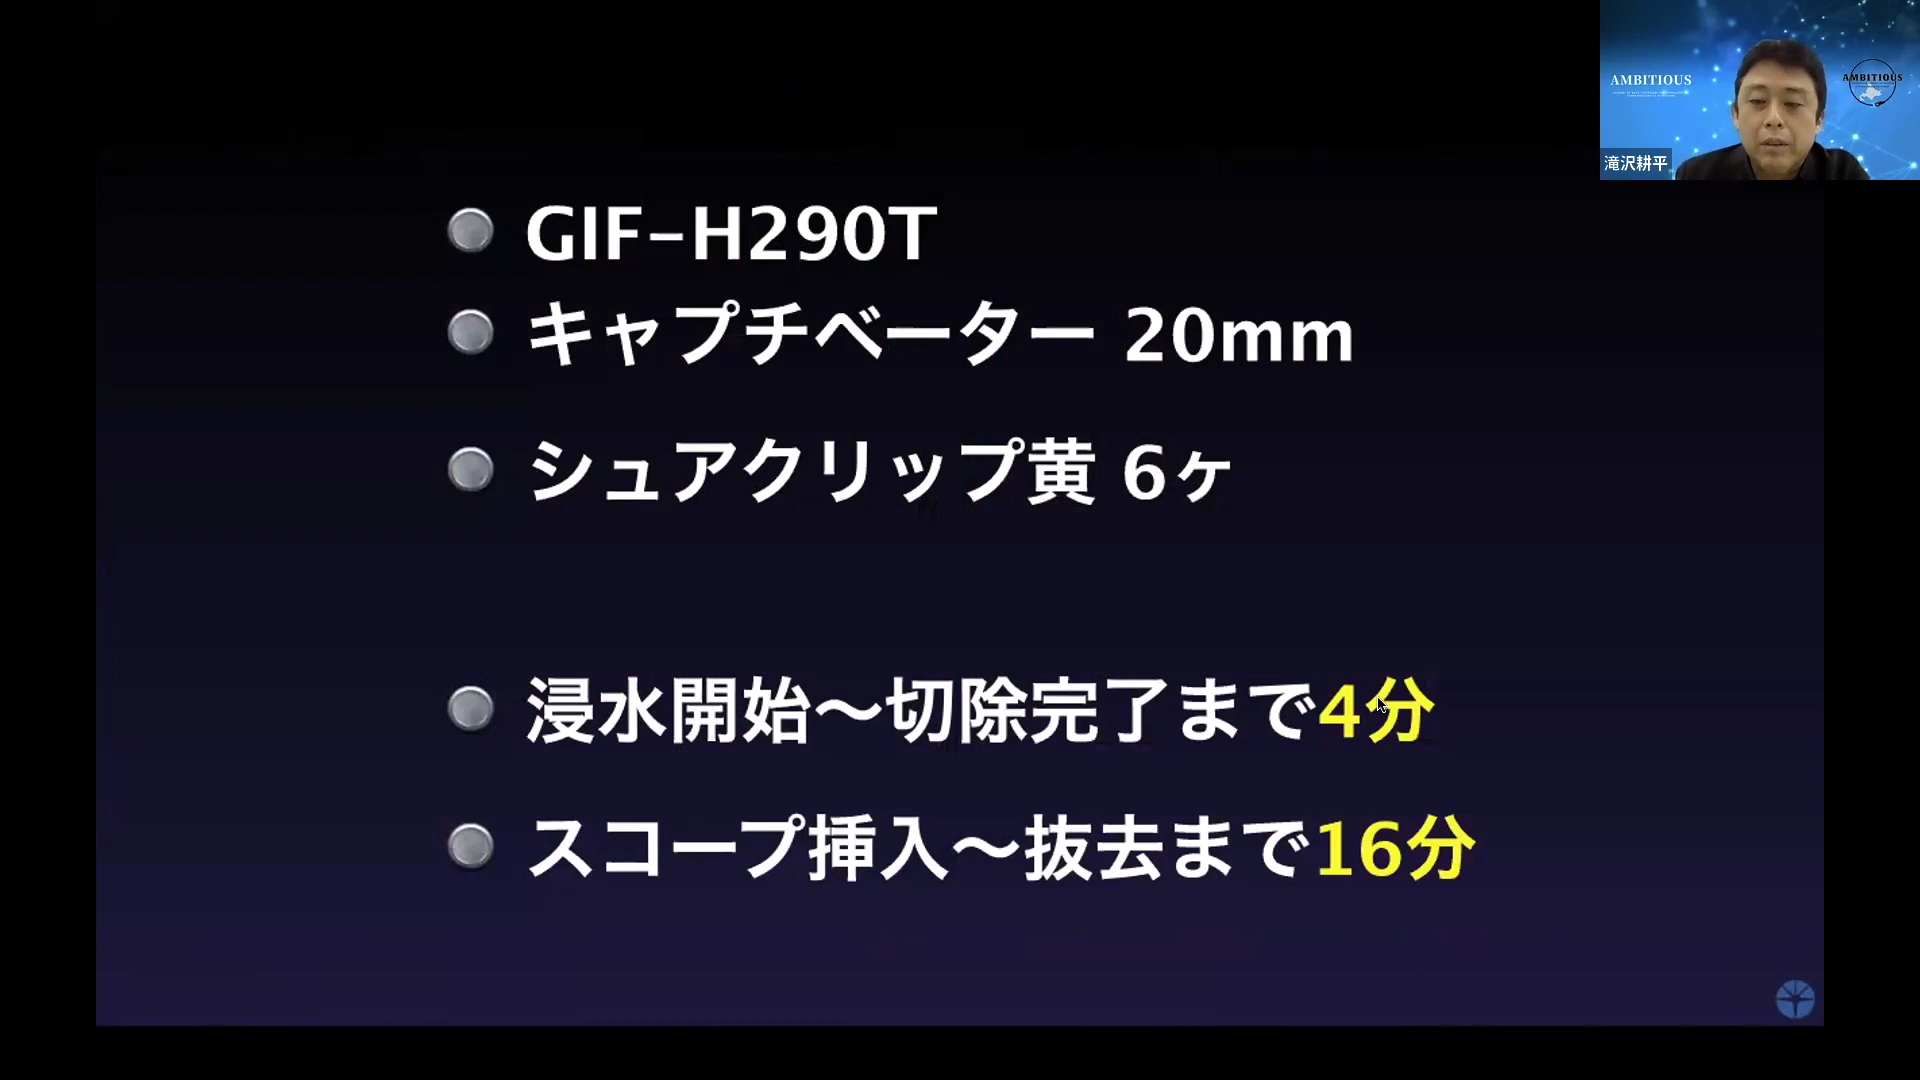 AMBITIOUS
AMBITIOUS
滝沢耕平
GIF-H290T
キャプチベーター 20mm
シュアクリップ黄 6ヶ
浸水開始～切除完了まで4分
スコープ挿入～抜去まで16分